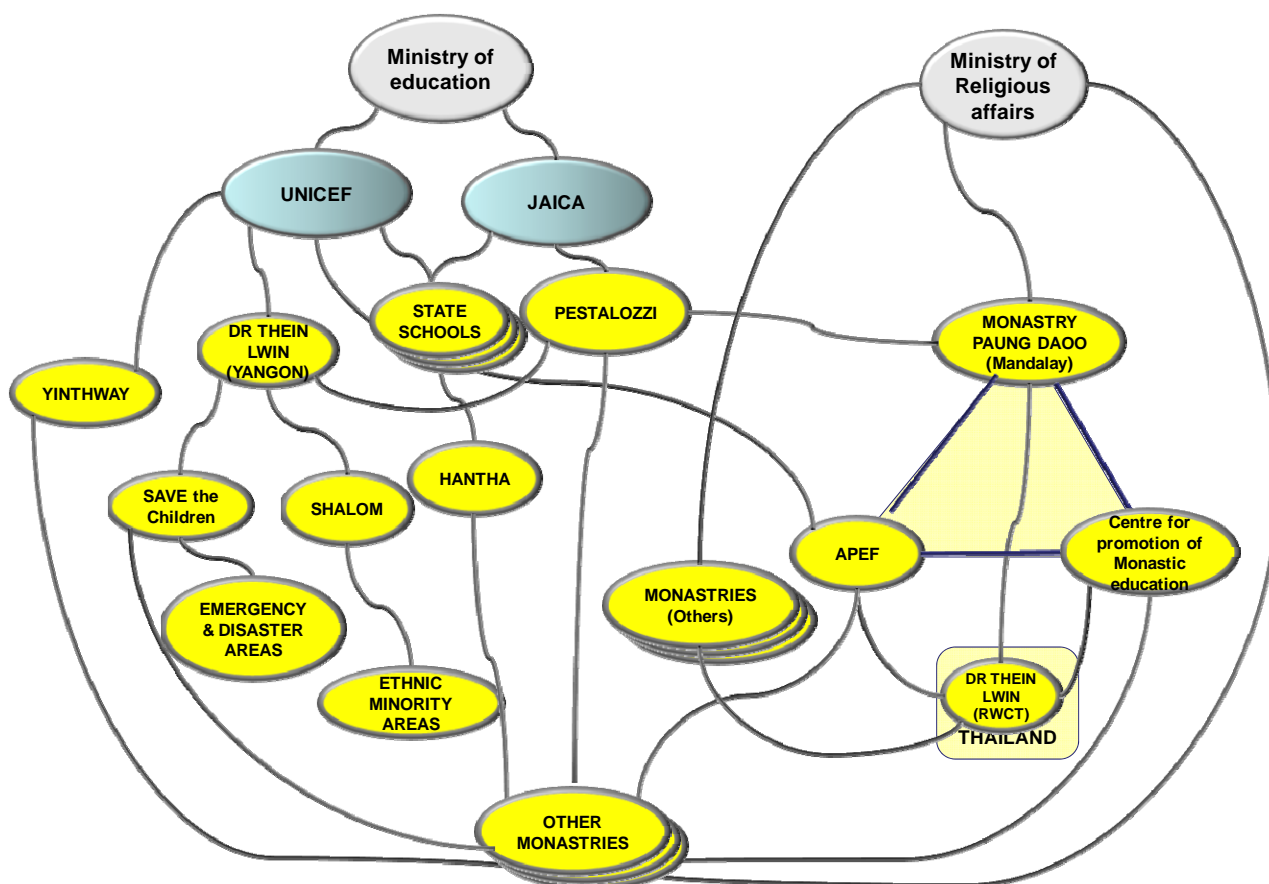 Ministry of
education
Ministry of
Religious
affairs
UNICEF
JAICA
STATE
SCHOOLS
PESTALOZZI
DR THEIN
LWIN
(YANGON)
MONASTRY
PAUNG DAOO
(Mandalay)
YINTHWAY
HANTHA
SAVE the
Children
SHALOM
APEF
Centre for
promotion of
Monastic
education
MONASTRIES
(Others)
EMERGENCY
& DISASTER
AREAS
ETHNIC
MINORITY
AREAS
DR THEIN
LWIN
(RWCT)
THAILAND
OTHER
MONASTRIES